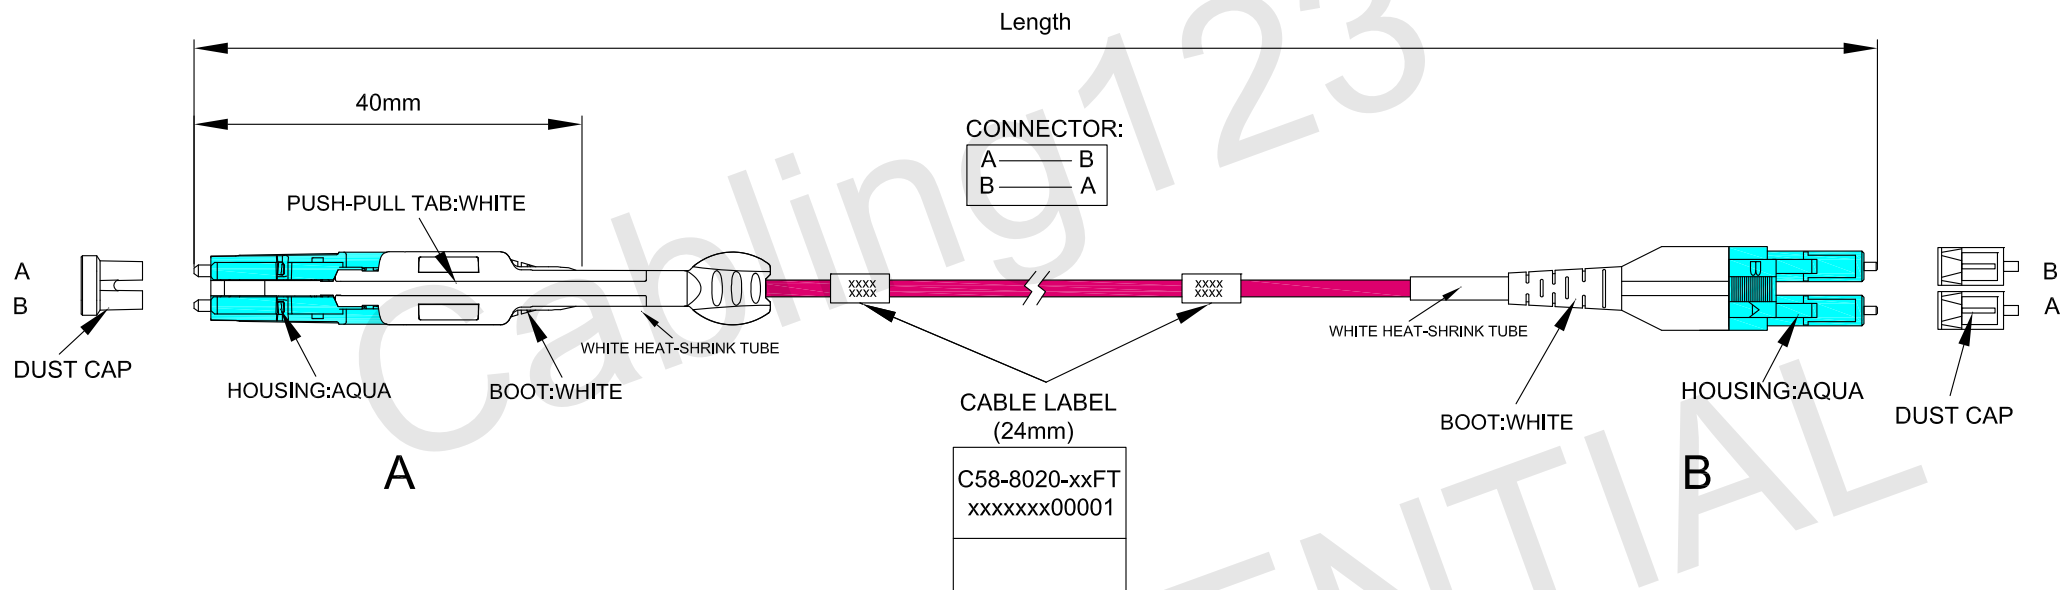 Length
40mm
CONNECTOR:
A B
B A
PUSH-PULL TAB:WHITE
A
B
DUST CAP
HOUSING:AQUA
BOOT:WHITE
WHITE HEAT-SHRINK TUBE
XXXX
XXXX
XXXX
XXXX
CABLE LABEL
(24mm)
C58-8020-xxFT
xxxxxxx00001
WHITE HEAT-SHRINK TUBE
BOOT:WHITE
B
A
HOUSING:AQUA
B
A
DUST CAP
A
B
Cabling123
ENTIAL